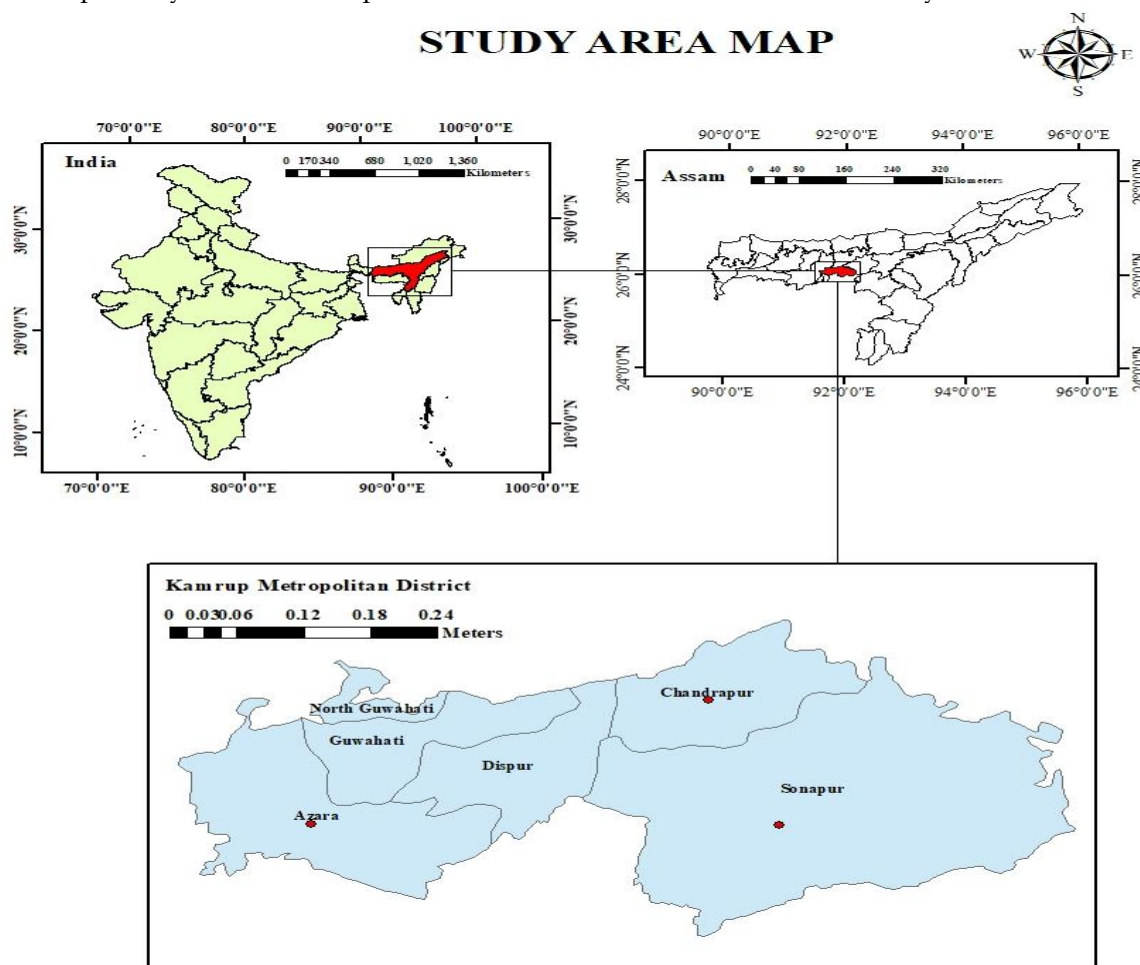 STUDY AREA MAP
N
W E
S
70°0'0"E 80°0'0"E 90°0'0"E 100°0'0"E
India
0 170 340 680 1,020 1,360
Kilometers
30°0'0"N
20°0'0"N
10°0'0"N
30°0'0"N
20°0'0"N
10°0'0"N
70°0'0"E 80°0'0"E 90°0'0"E 100°0'0"E
90°0'0"E 92°0'0"E 94°0'0"E 96°0'0"E
Assam
0 40 80 160 240 320
Kilometers
28°0'0"N
26°0'0"N
24°0'0"N
90°0'0"E 92°0'0"E 94°0'0"E 96°0'0"E
Kamrup Metropolitan District
0 0.03 0.06 0.12 0.18 0.24
Meters
Chandrapur
North Guwahati
Guwahati
Dispur
Sonapur
Azara